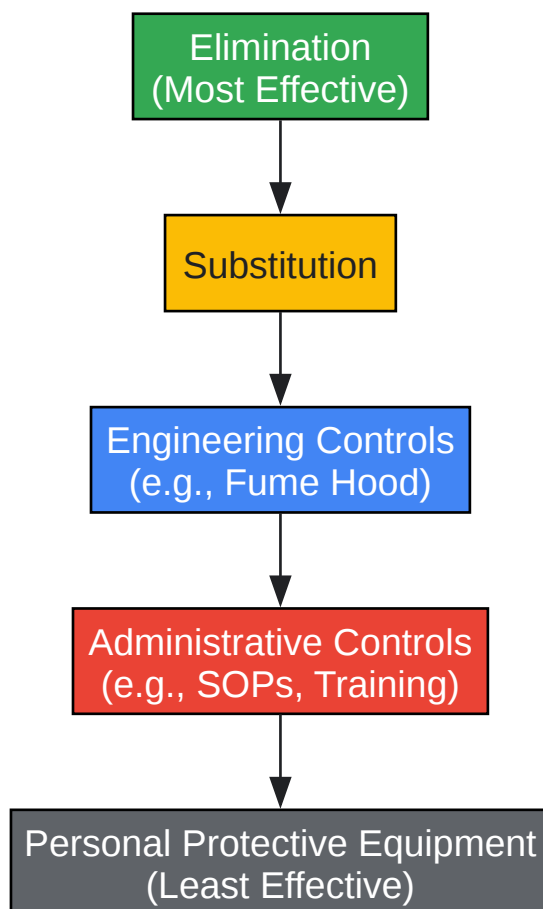 Elimination
(Most Effective)
Substitution
Engineering Controls
(e.g., Fume Hood)
Administrative Controls
(e.g., SOPs, Training)
Personal Protective Equipment
(Least Effective)